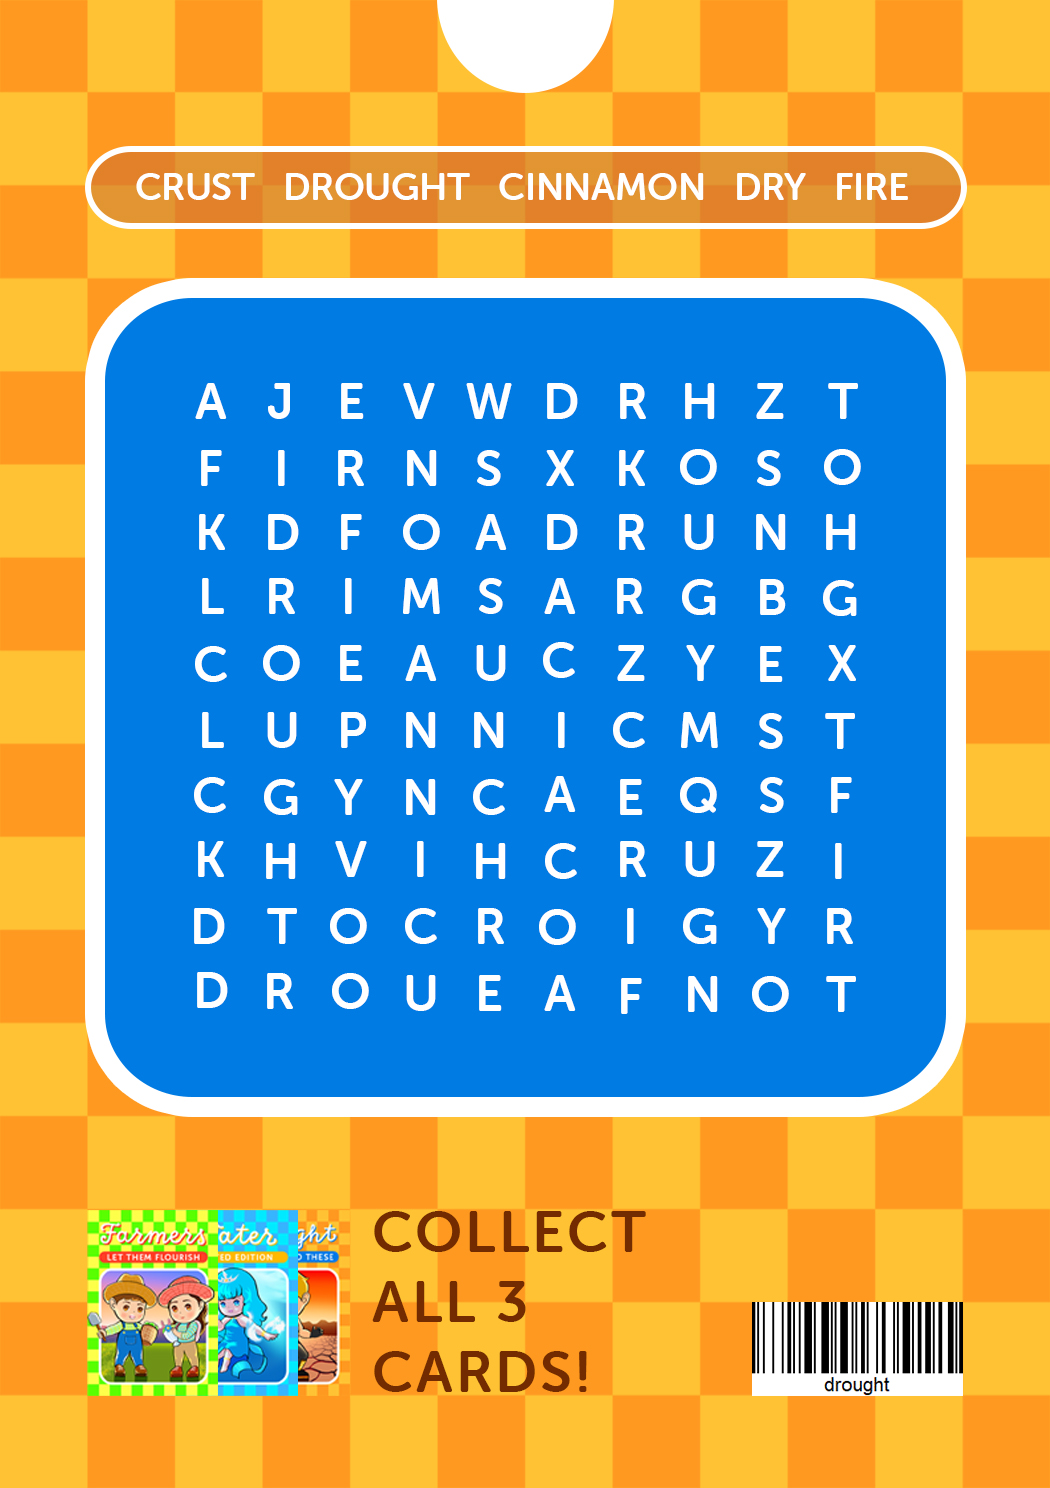 CRUST DROUGHT CINNAMON DRY FIRE
A J E V W D R H Z T
F I R N S X K O S O
K D F O A D R U N H
L R I M S A R G B G
C O E A U C Z Y E X
L U P N N I C M S T
C G Y N C A E Q S F
K H V I H C R U Z I
D T O C R O I G Y R
D R O U E A F N O T
Farmers
LET THEM FLOURISH
ater
ED EDITION
ght
O THESE
COLLECT
ALL 3
CARDS!
drought